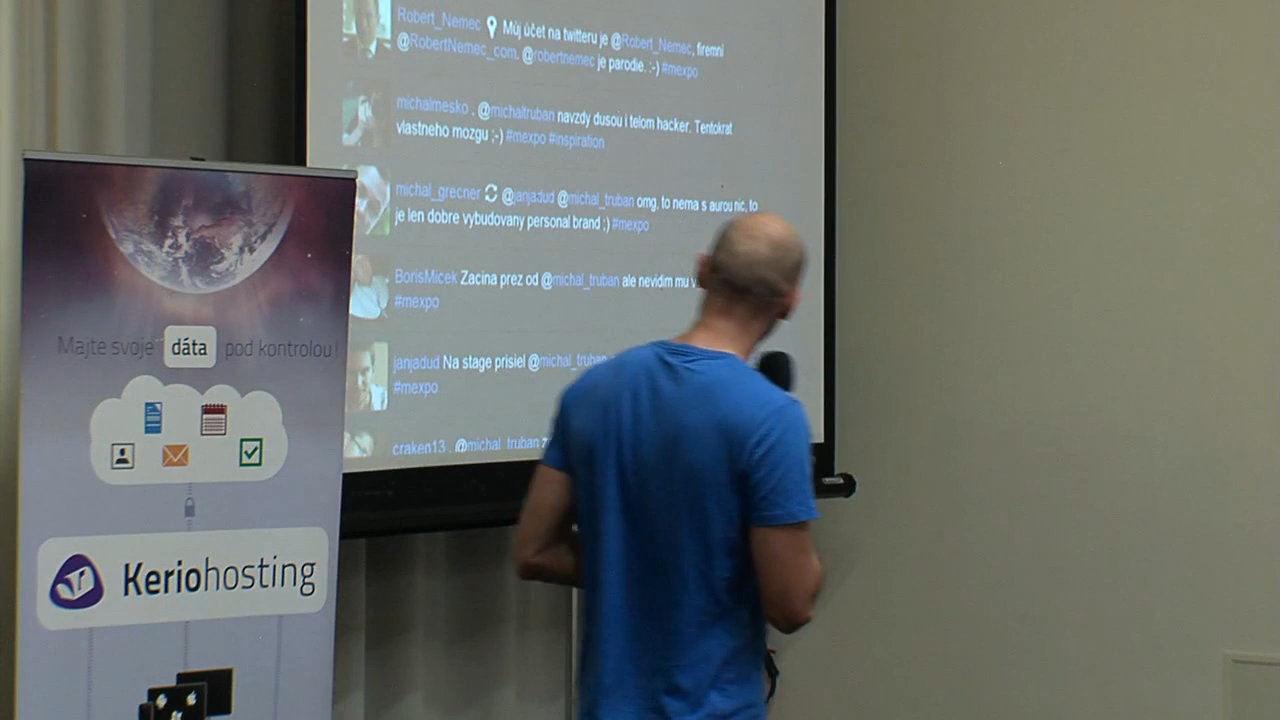 Robert_Nemec Můj účet na twitteru je @Robert_Nemec, firemní
@RobertNemec_com, @robertnemec je parodie. :-) #mexpo
michalmesko . @michaltruban navzdy dusou i telom hacker. Tentokrat
vlastneho mozgu ;-) #mexpo #inspiration
michal_grecner @janjadud @michal_truban omg, to nema s aurou nic, to
je len dobre vybudovany personal brand ;) #mexpo
BorisMicek Zacina prez od @michal_truban ale nevidim mu v
#mexpo
janjadud Na stage prisiel @michal_truban
#mexpo
craken13 . @michal_truban
Majte svoje dáta pod kontrolou!
Keriohosting